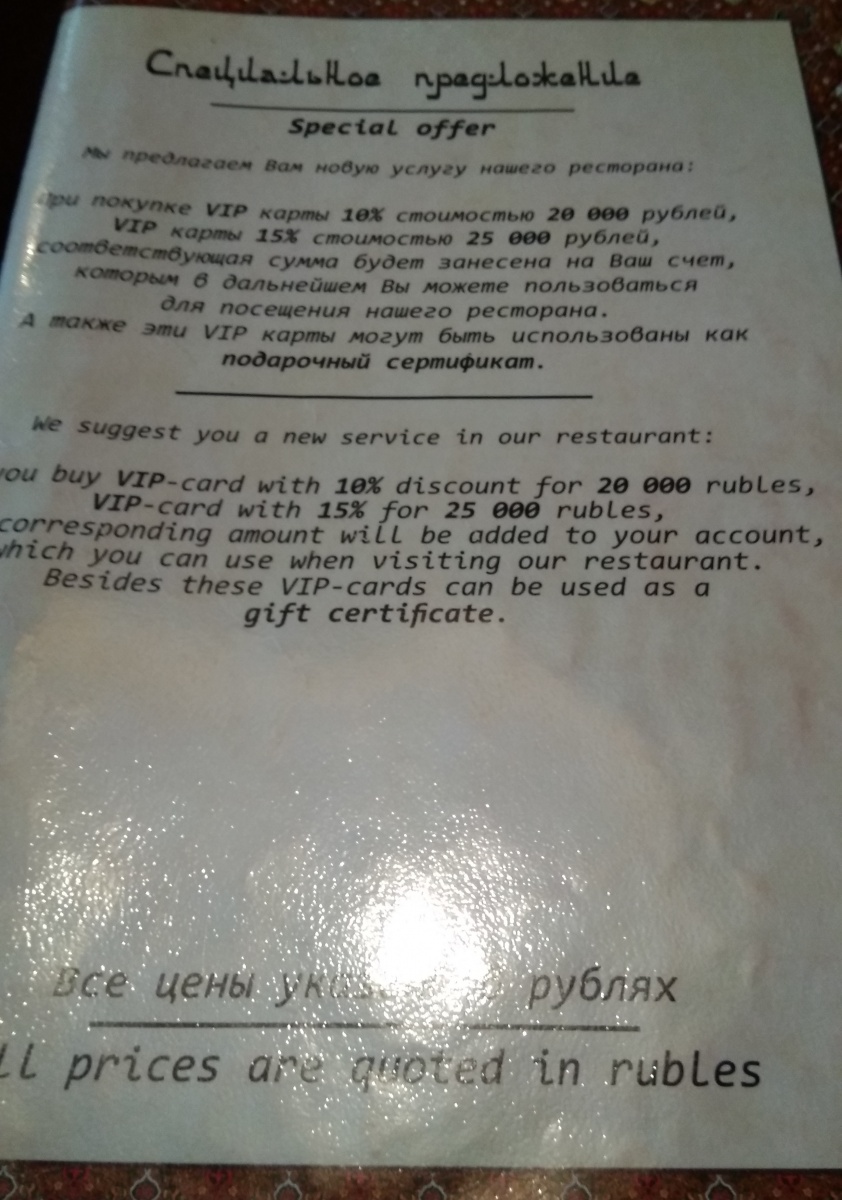 Специальное предложение
Special offer
Мы предлагаем Вам новую услугу нашего ресторана:
При покупке VIP карты 10% стоимостью 20 000 рублей,
VIP карты 15% стоимостью 25 000 рублей,
соответствующая сумма будет занесена на Ваш счет,
которым в дальнейшем Вы можете пользоваться
для посещения нашего ресторана.
А также эти VIP карты могут быть использованы как
подарочный сертификат.
We suggest you a new service in our restaurant:
you buy VIP-card with 10% discount for 20 000 rubles,
VIP-card with 15% for 25 000 rubles,
corresponding amount will be added to your account,
which you can use when visiting our restaurant.
Besides these VIP-cards can be used as a
gift certificate.
Все цены рублях
prices are quoted in rubles